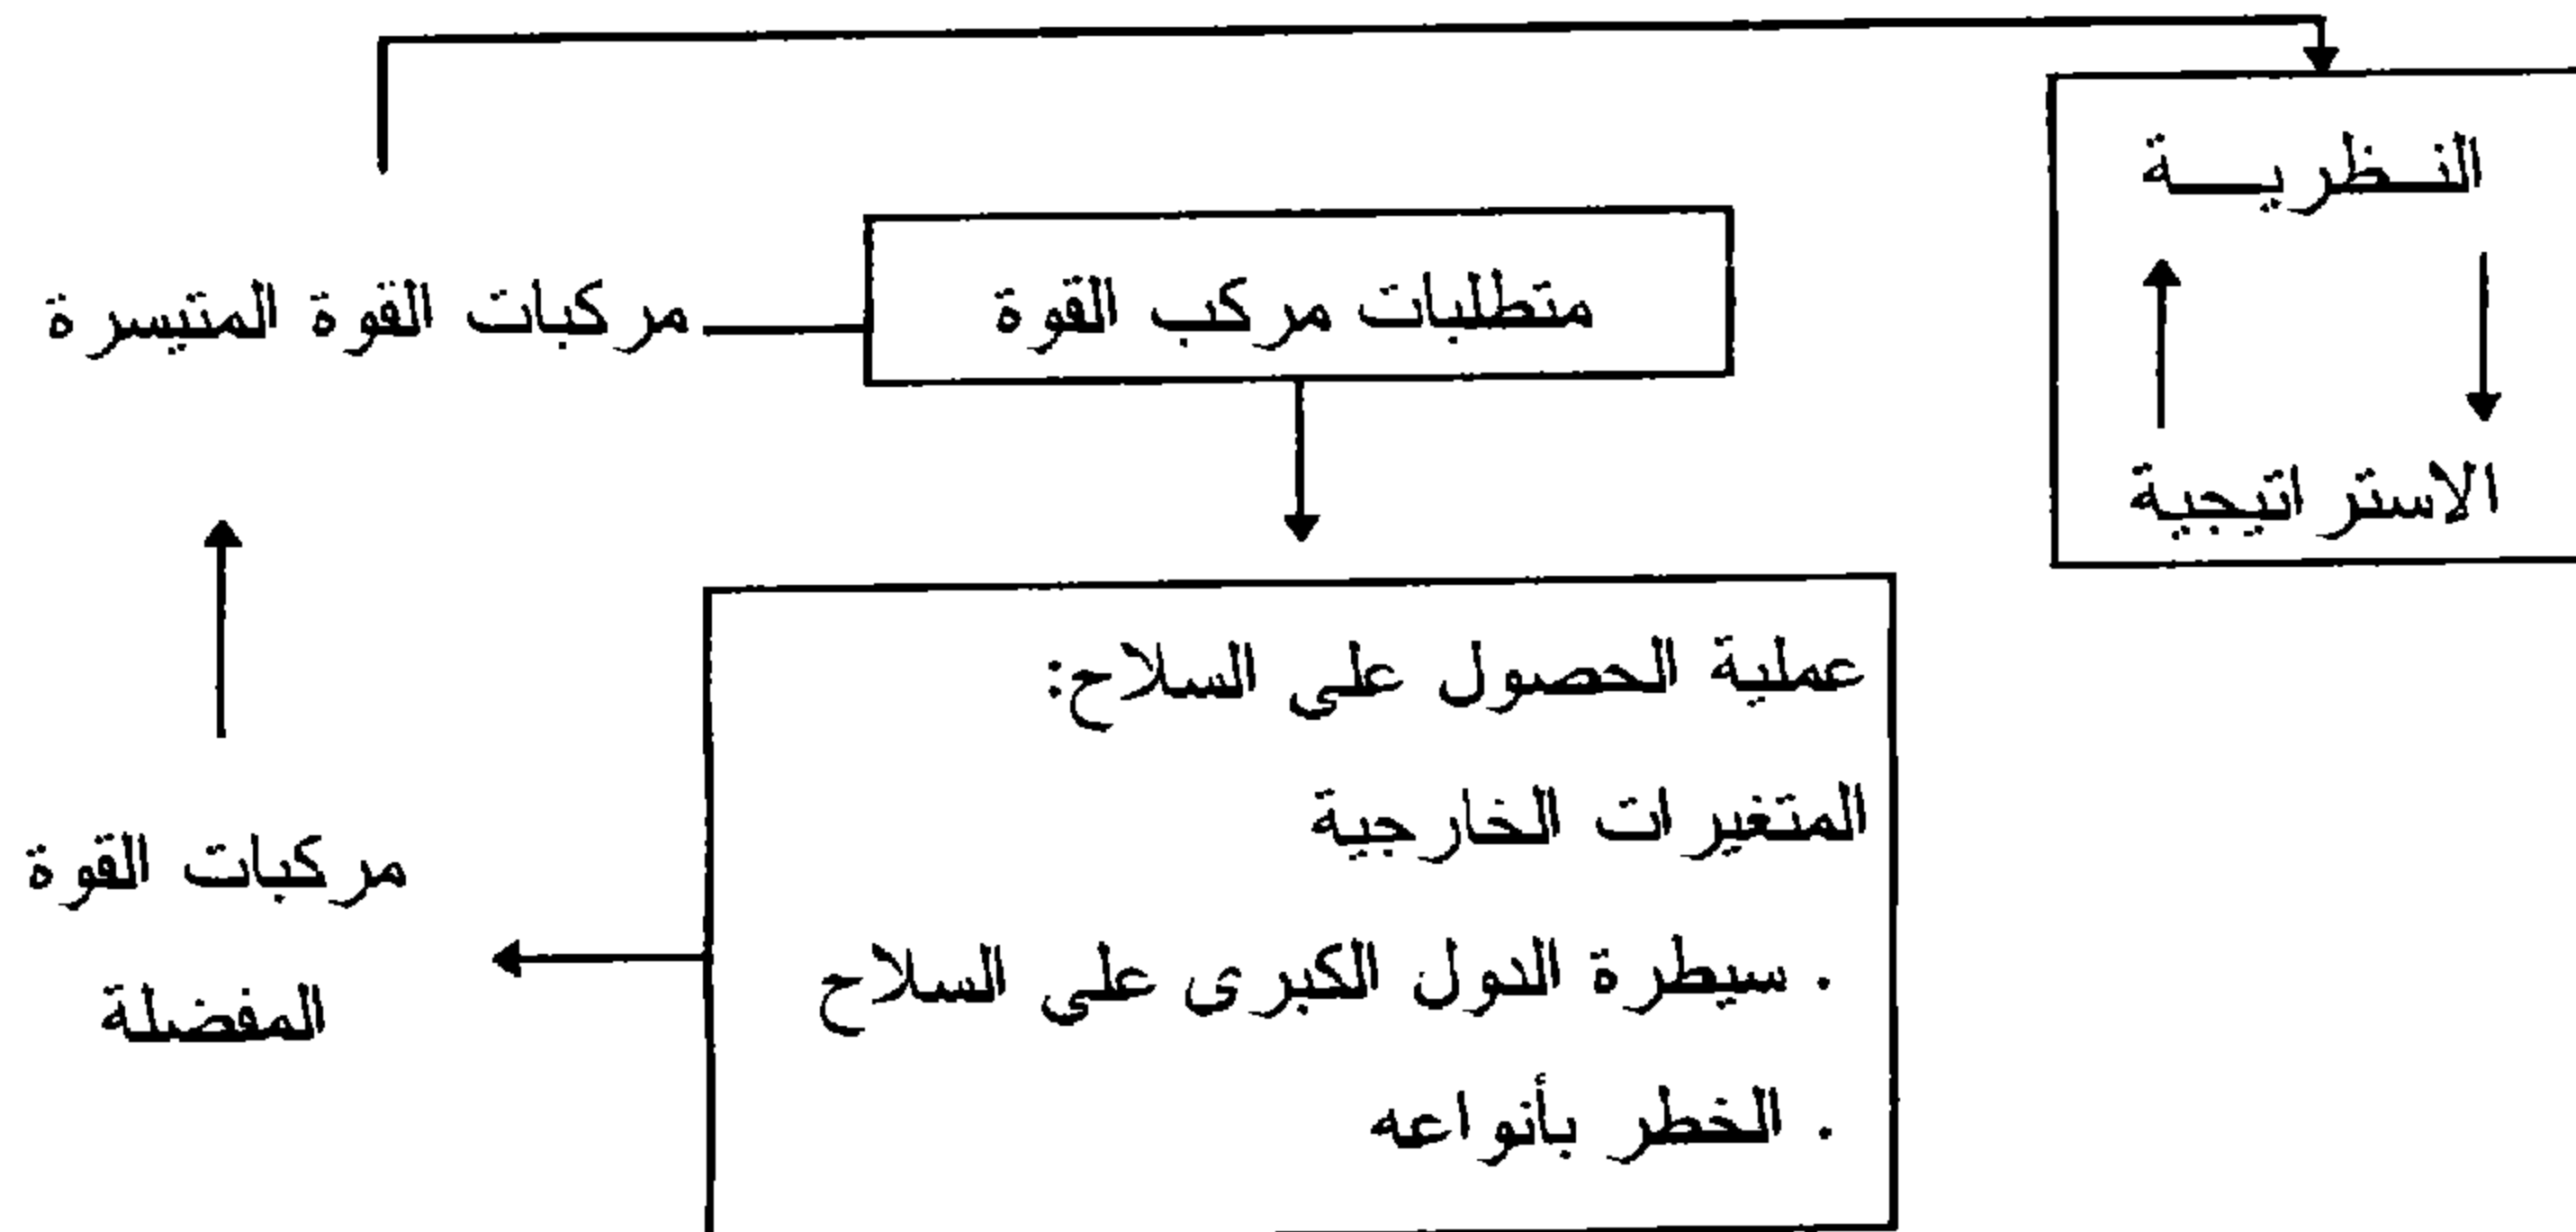 النظرية
الاستراتيجية
متطلبات مركب القوة
مركبات القوة المتيسرة
عملية الحصول على السلاح:
المتغيرات الخارجية
. سيطرة الدول الكبرى على السلاح
. الخطر بأنواعه
مركبات القوة
المفضلة